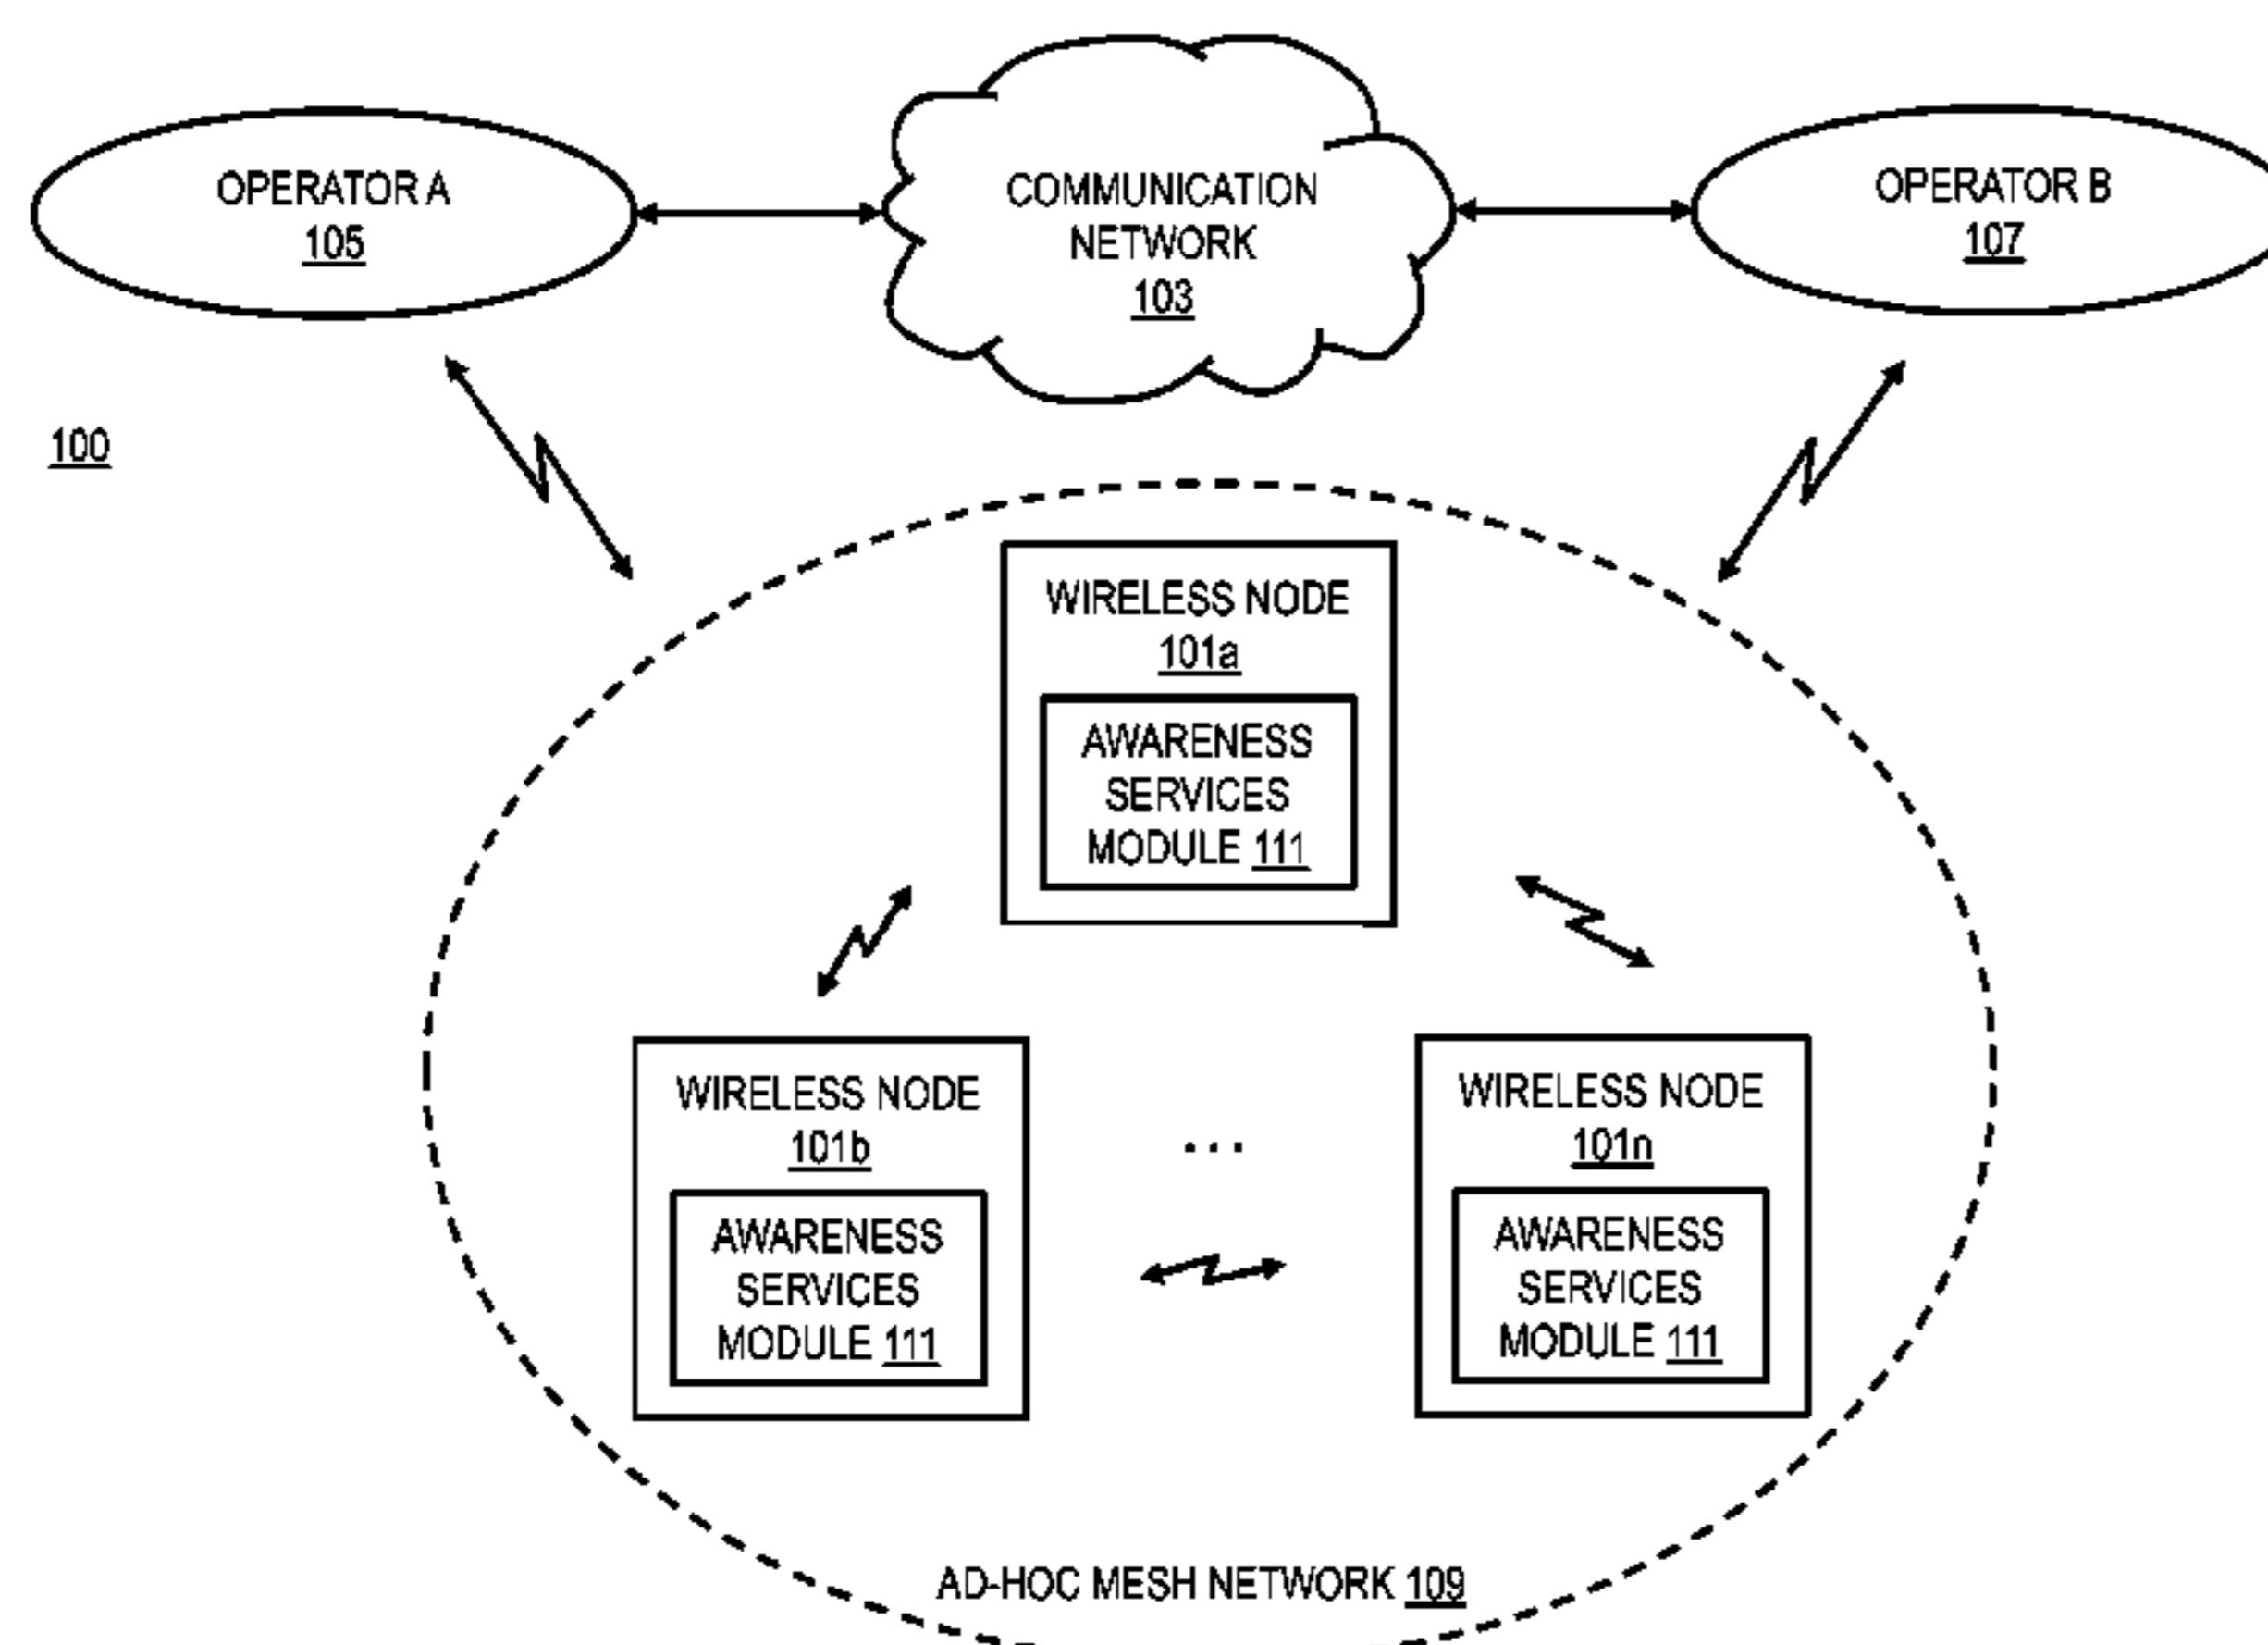 OPERATOR A
105
COMMUNICATION
NETWORK
103
OPERATOR B
107
100
WIRELESS NODE
101a
AWARENESS
SERVICES
MODULE 111
WIRELESS NODE
101b
AWARENESS
SERVICES
MODULE 111
...
WIRELESS NODE
101n
AWARENESS
SERVICES
MODULE 111
AD-HOC MESH NETWORK 109